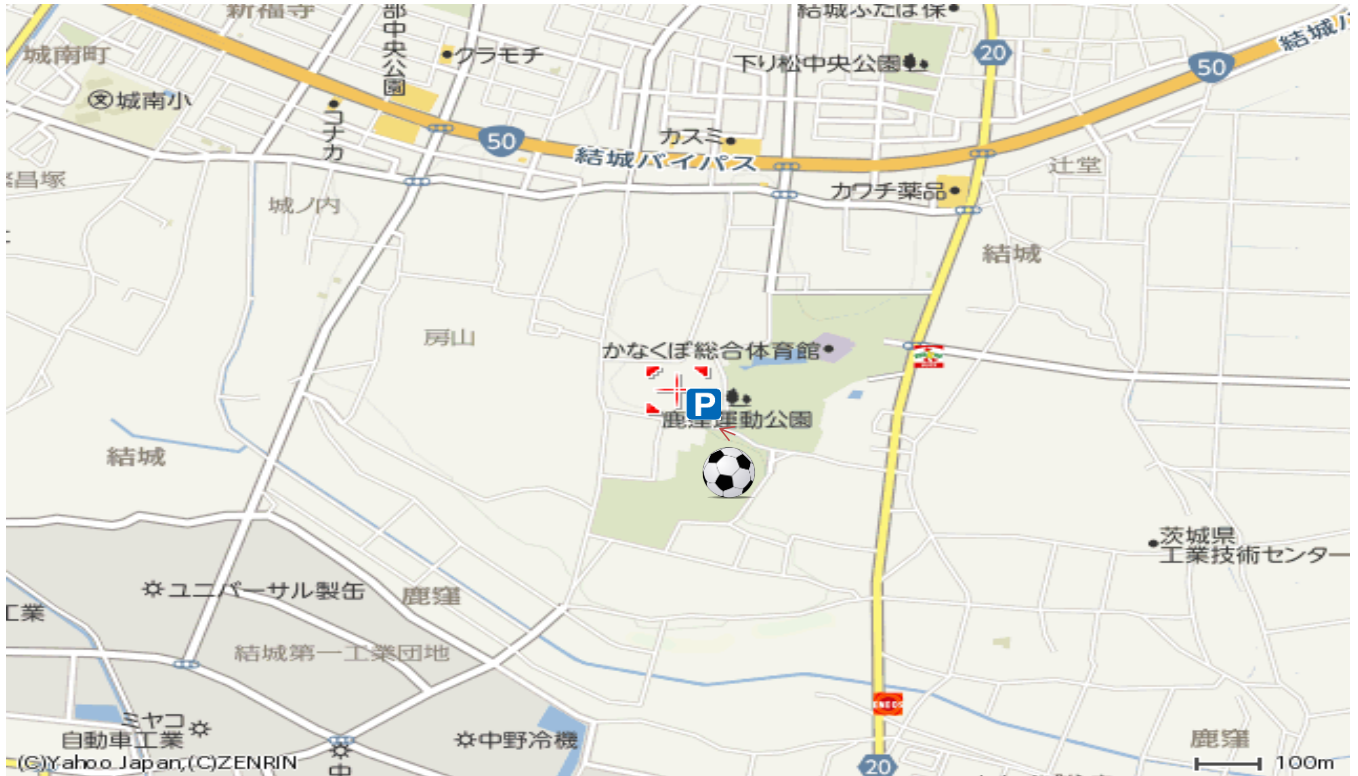 新福寺
部中央公園
結城ふたば保
20
結城バ
城南町
クラモチ
下り松中央公園
50
城南小
コナカ
50
カスミ
結城バイパス
辻堂
繁昌塚
カワチ薬品
城ノ内
結城
房山
かなくぼ総合体育館
P
鹿窪運動公園
結城
茨城県
工業技術センター
ユニバーサル製缶
鹿窪
工業
結城第一工業団地
ENEOS
ミヤコ
自動車工業
中野冷機
鹿窪
中
20
(C)Yahoo Japan,(C)ZENRIN
100m